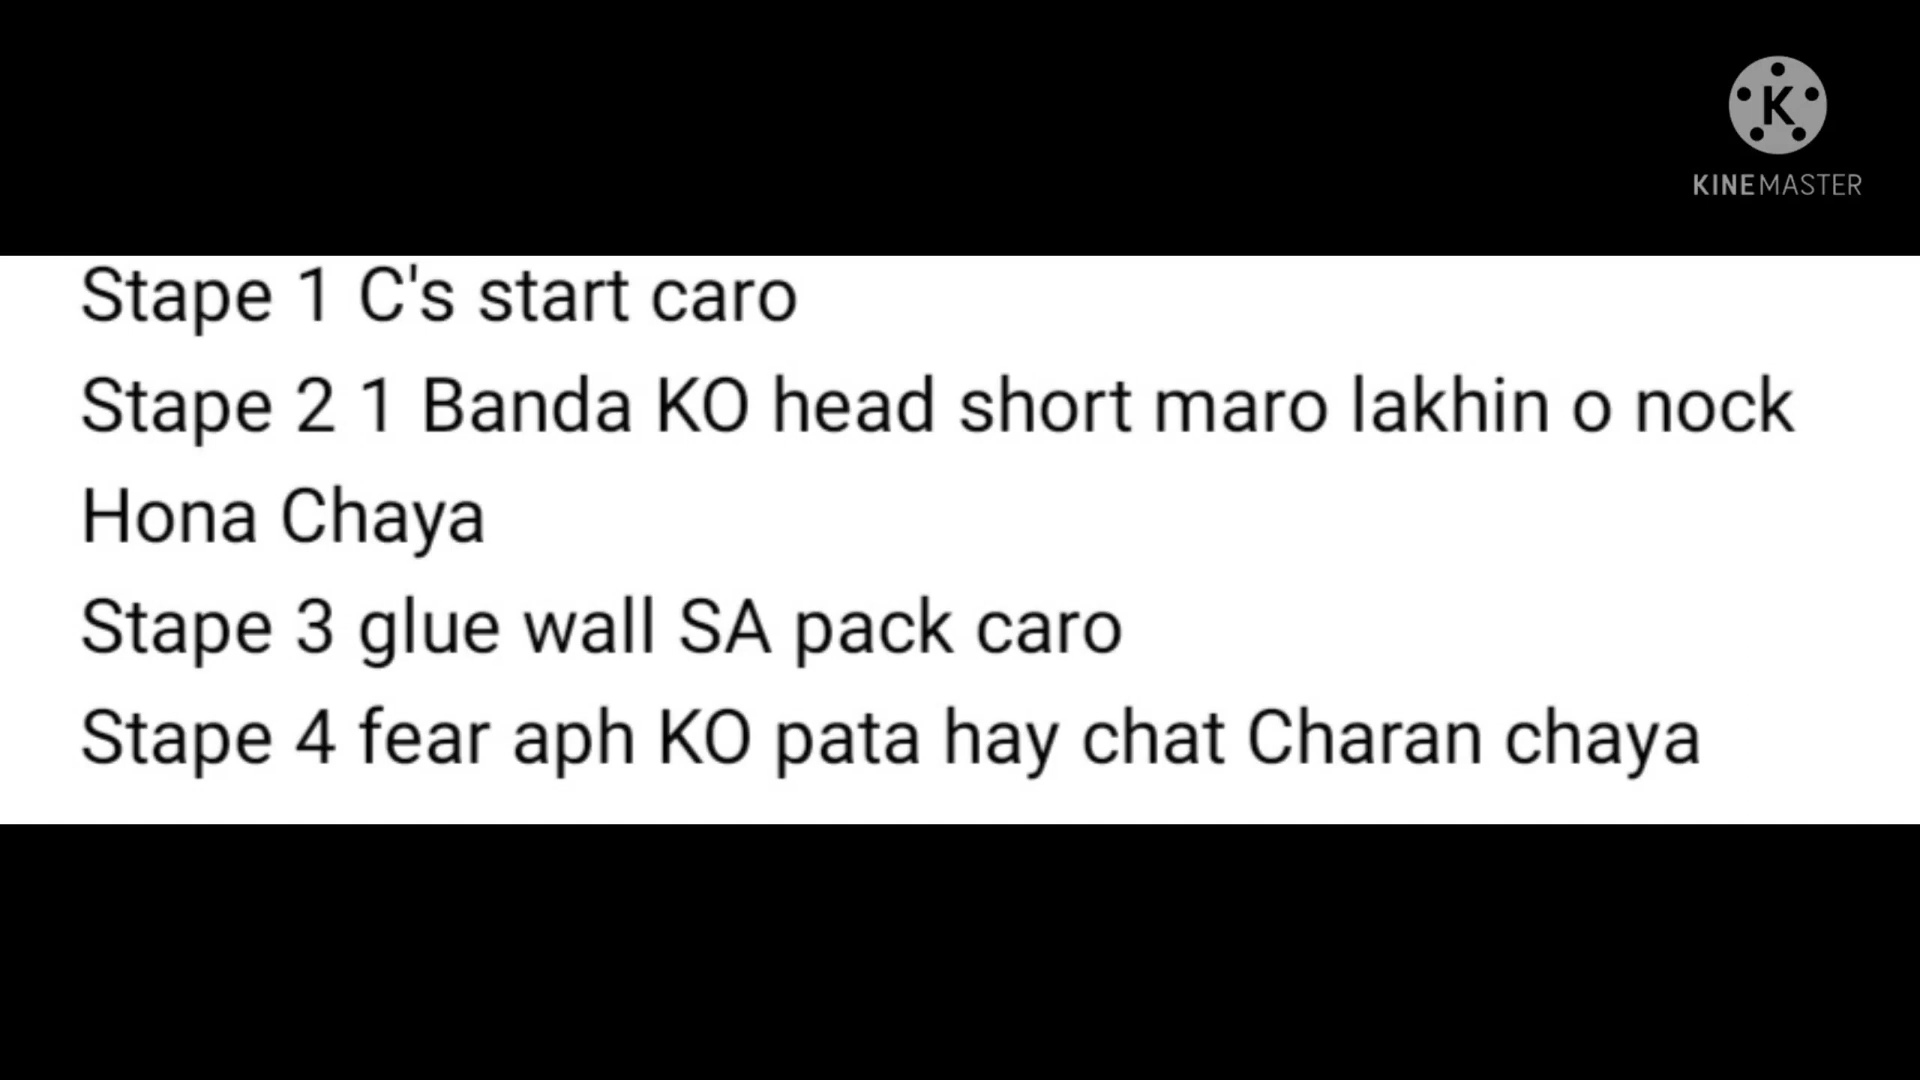 K
KINEMASTER
Stape 1 C's start caro
Stape 2 1 Banda KO head short maro lakhin o nock
Hona Chaya
Stape 3 glue wall SA pack caro
Stape 4 fear aph KO pata hay chat Charan chaya